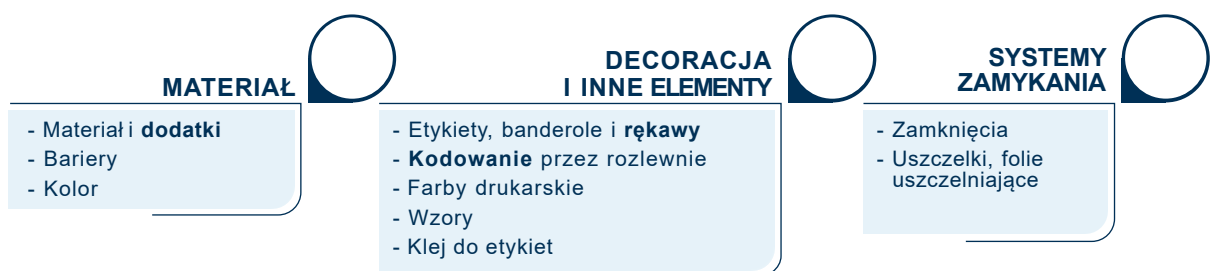 MATERIAŁ
- Materiał i dodatki
- Bariery
- Kolor
DECORACJA
I INNE ELEMENTY
- Etykiety, banderole i rękawy
- Kodowanie przez rozlewnie
- Farby drukarskie
- Wzory
- Klej do etykiet
SYSTEMY
ZAMYKANIA
- Zamknięcia
- Uszczelki, folie
uszczelniające